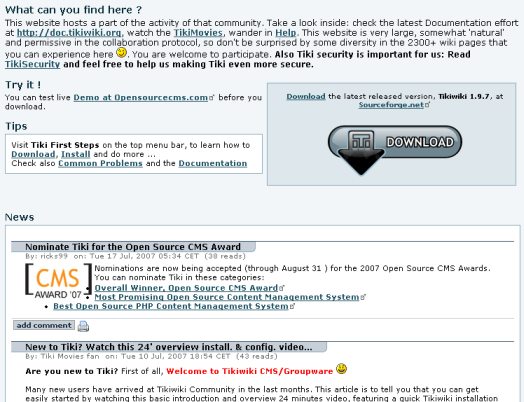 What can you find here ?
This website hosts a part of the activity of that community. Take a look inside: check the latest Documentation effort
at http://doc.tikiwiki.org, watch the TikiMovies, wander in Help. This website is very large, somewhat 'natural'
and permissive in the collaboration protocol, so don't be surprised by some diversity in the 2300+ wiki pages that
you can experience here . You are welcome to participate. Also Tiki security is important for us: Read
TikiSecurity and feel free to help us making Tiki even more secure.
Try it !
You can test live Demo at Opensourcecms.com before you
download.
Tips
Visit Tiki First Steps on the top menu bar, to learn how to
Download, Install and do more ...
Check also Common Problems and the Documentation
Download the latest released version, Tikiwiki 1.9.7, at
Sourceforge.net
DOWNLOAD
News
Nominate Tiki for the Open Source CMS Award
By: ricks99 on: Tue 17 Jul, 2007 05:34 CET (38 reads)
CMS
AWARD '07
Nominations are now being accepted (through August 31 ) for the 2007 Open Source CMS Awards.
You can nominate Tiki in these categories:
• Overall Winner, Open Source CMS Award
• Most Promising Open Source Content Management System
• Best Open Source PHP Content Management System
add comment
New to Tiki? Watch this 24' overview install. & config. video...
By: Tiki Movies fan on: Tue 10 Jul, 2007 18:54 CET (43 reads)
Are you new to Tiki? First of all, Welcome to Tikiwiki CMS/Groupware
Many new users have arrived at Tikiwiki Community in the last months. This article is to tell you that you can get
easily started by watching this basic introduction and overview 24 minutes video, featuring a quick Tikiwiki installation